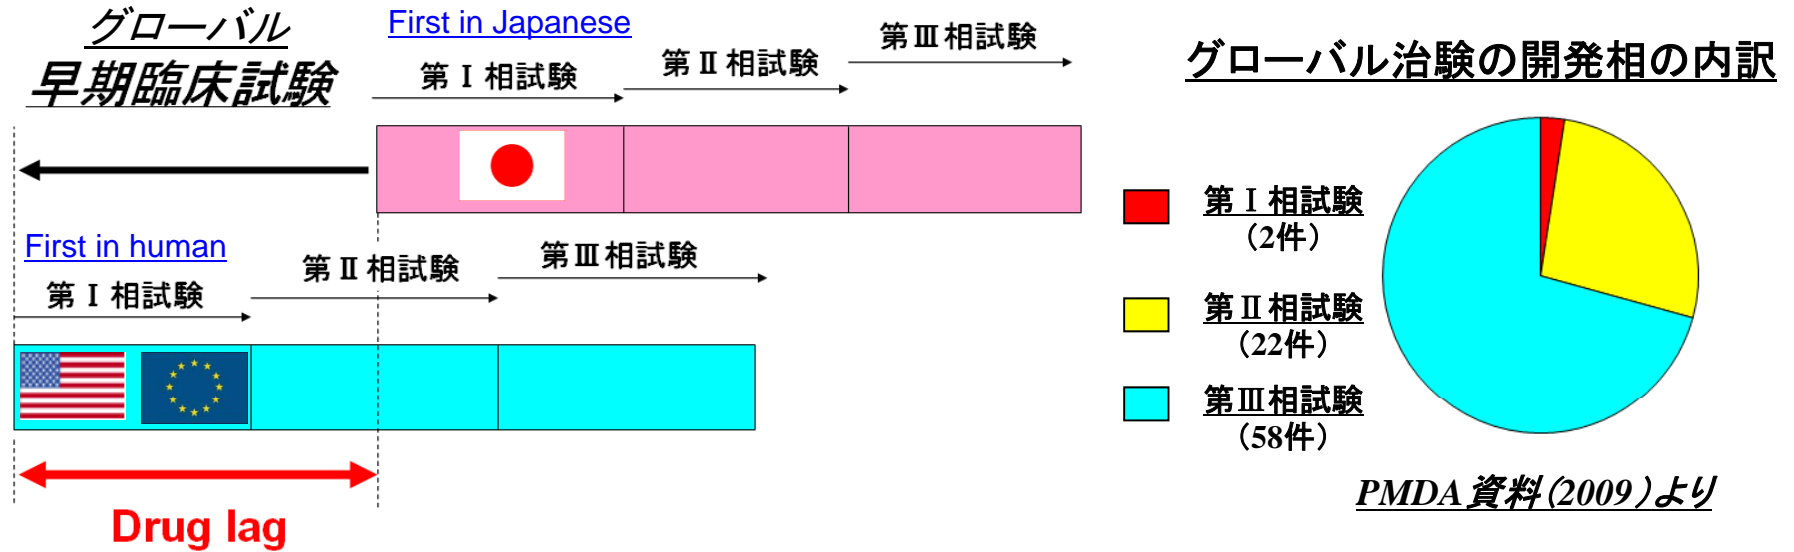 グローバル
早期臨床試験
First in Japanese
第Ⅰ相試験
第Ⅱ相試験
第Ⅲ相試験
First in human
第Ⅰ相試験
第Ⅱ相試験
第Ⅲ相試験
Drug lag
グローバル治験の開発相の内訳
第Ⅰ相試験
（2件）
第Ⅱ相試験
（22件）
第Ⅲ相試験
（58件）
PMDA資料（2009）より